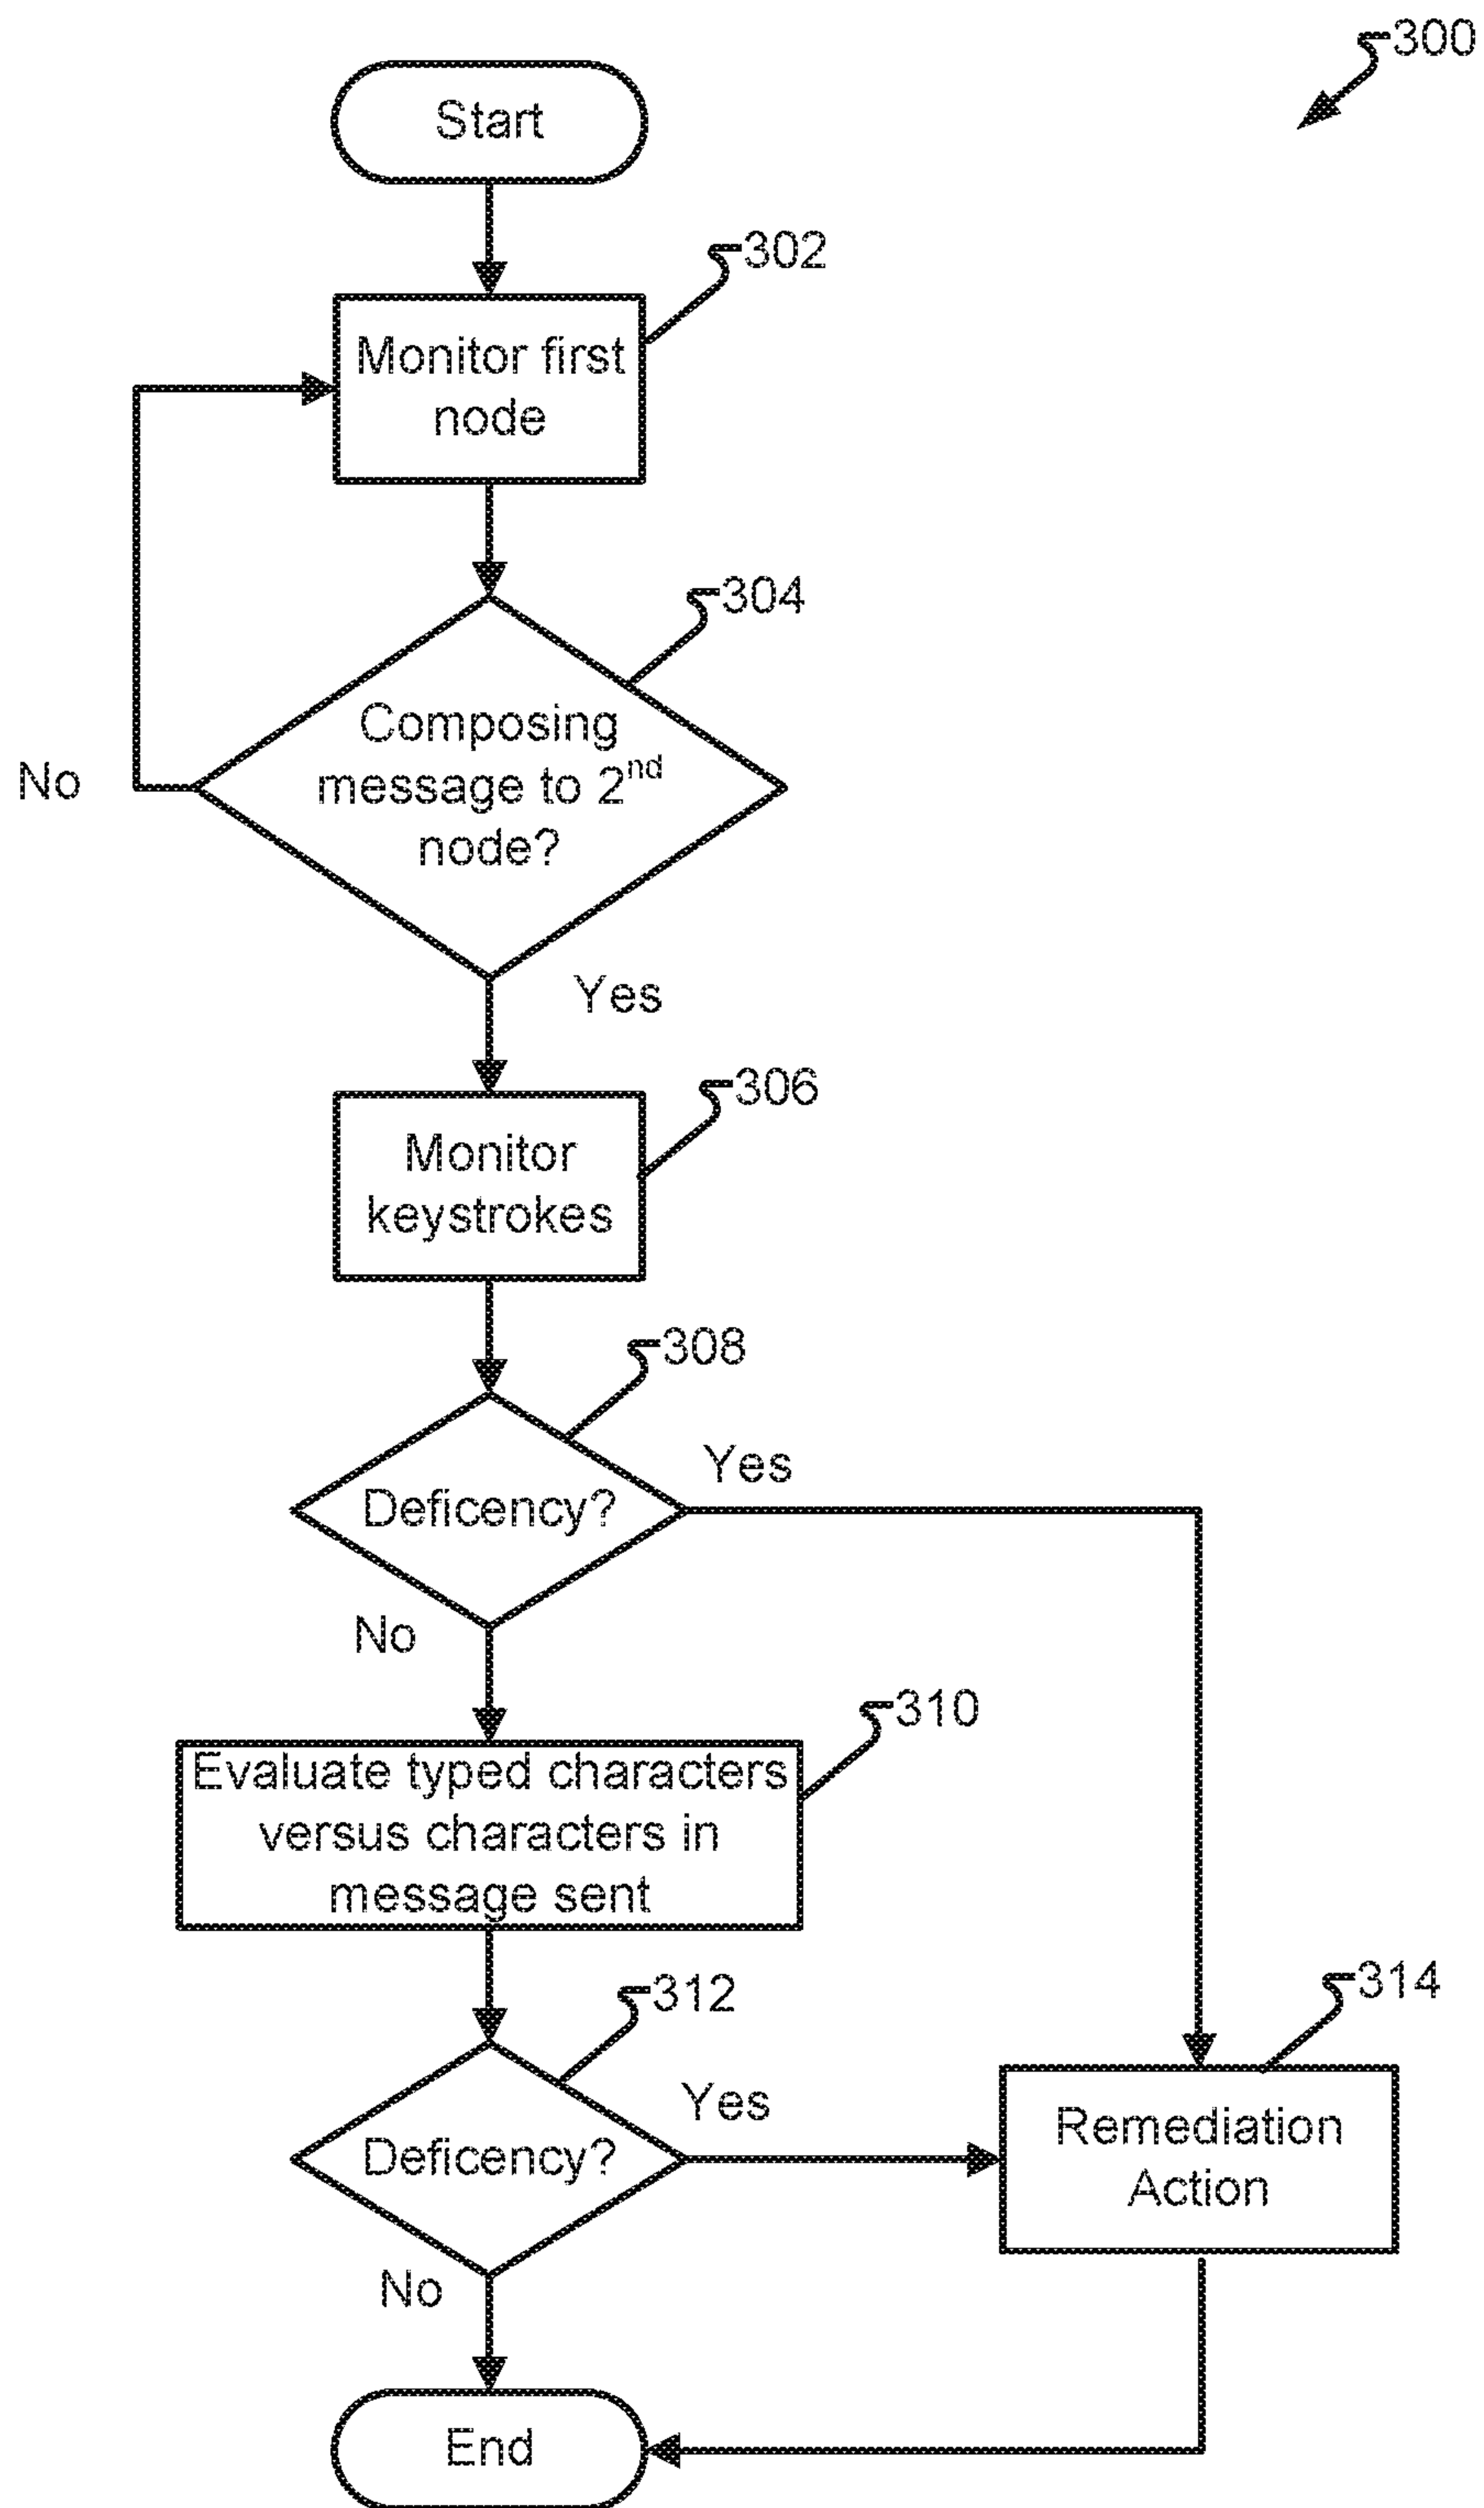 300
Start
302
Monitor first
node
304
Composing
message to 2nd
node?
No
Yes
306
Monitor
keystrokes
308
Deficency?
Yes
No
310
Evaluate typed characters
versus characters in
message sent
312
Deficency?
Yes
314
Remediation
Action
No
End